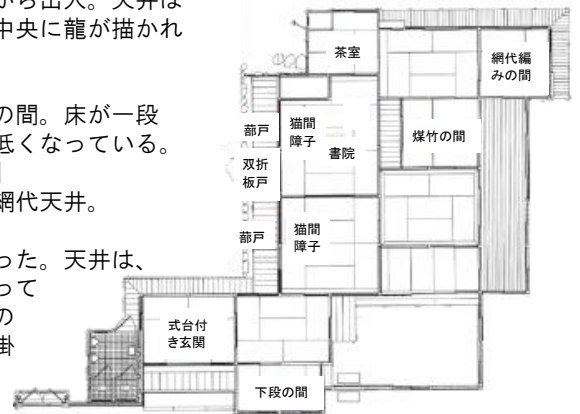 から出入。天井は
中央に龍が描かれ
の間。床が一段
低くなっている。
網代天井。
った。天井は、
って
の
掛
茶室
網代編
みの間
蔀戸
猫間
障子
書院
煤竹の間
双折
板戸
蔀戸
猫間
障子
式台付
き玄関
下段の間